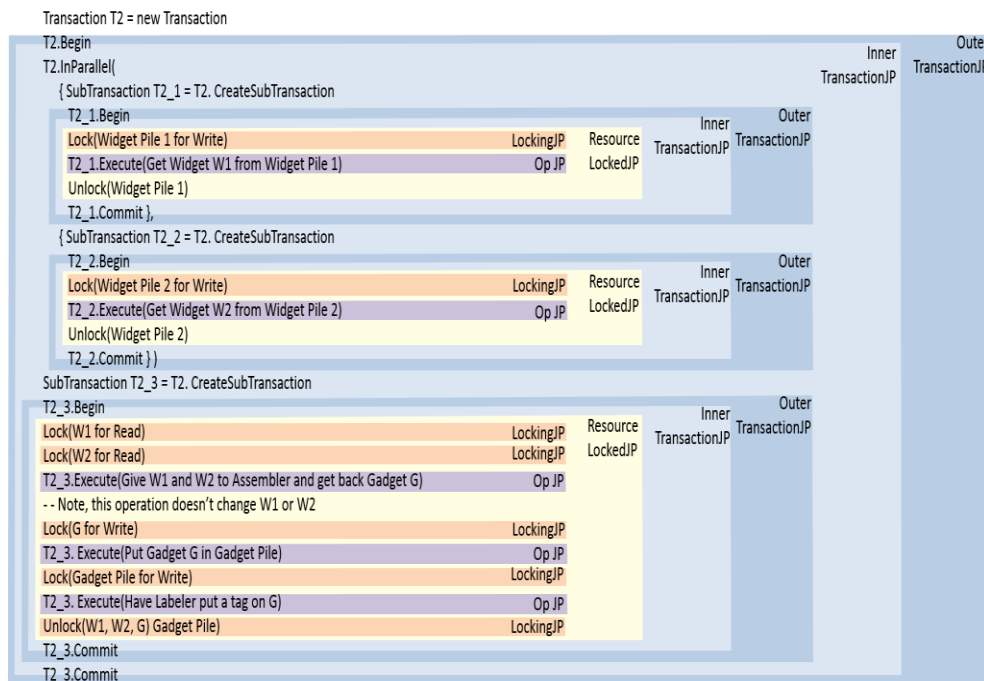 Transaction T2 = new Transaction
T2.Begin
Inner
TransactionJP
Oute
TransactionJP
T2.InParallel(
{ SubTransaction T2_1 = T2. CreateSubTransaction
T2_1.Begin
Inner
TransactionJP
Outer
TransactionJP
Lock(Widget Pile 1 for Write) LockingJP
Resource
LockedJP
T2_1.Execute(Get Widget W1 from Widget Pile 1) Op JP
Unlock(Widget Pile 1)
T2_1.Commit },
{ SubTransaction T2_2 = T2. CreateSubTransaction
T2_2.Begin
Inner
TransactionJP
Outer
TransactionJP
Lock(Widget Pile 2 for Write) LockingJP
Resource
LockedJP
T2_2.Execute(Get Widget W2 from Widget Pile 2) Op JP
Unlock(Widget Pile 2)
T2_2.Commit } )
SubTransaction T2_3 = T2. CreateSubTransaction
T2_3.Begin
Inner
TransactionJP
Outer
TransactionJP
Lock(W1 for Read) LockingJP
Resource
LockedJP
Lock(W2 for Read) LockingJP
T2_3.Execute(Give W1 and W2 to Assembler and get back Gadget G) Op JP
- - Note, this operation doesn't change W1 or W2
Lock(G for Write) LockingJP
T2_3. Execute(Put Gadget G in Gadget Pile) Op JP
Lock(Gadget Pile for Write) LockingJP
T2_3. Execute(Have Labeler put a tag on G) Op JP
Unlock(W1, W2, G) Gadget Pile) LockingJP
T2_3.Commit
T2_3.Commit